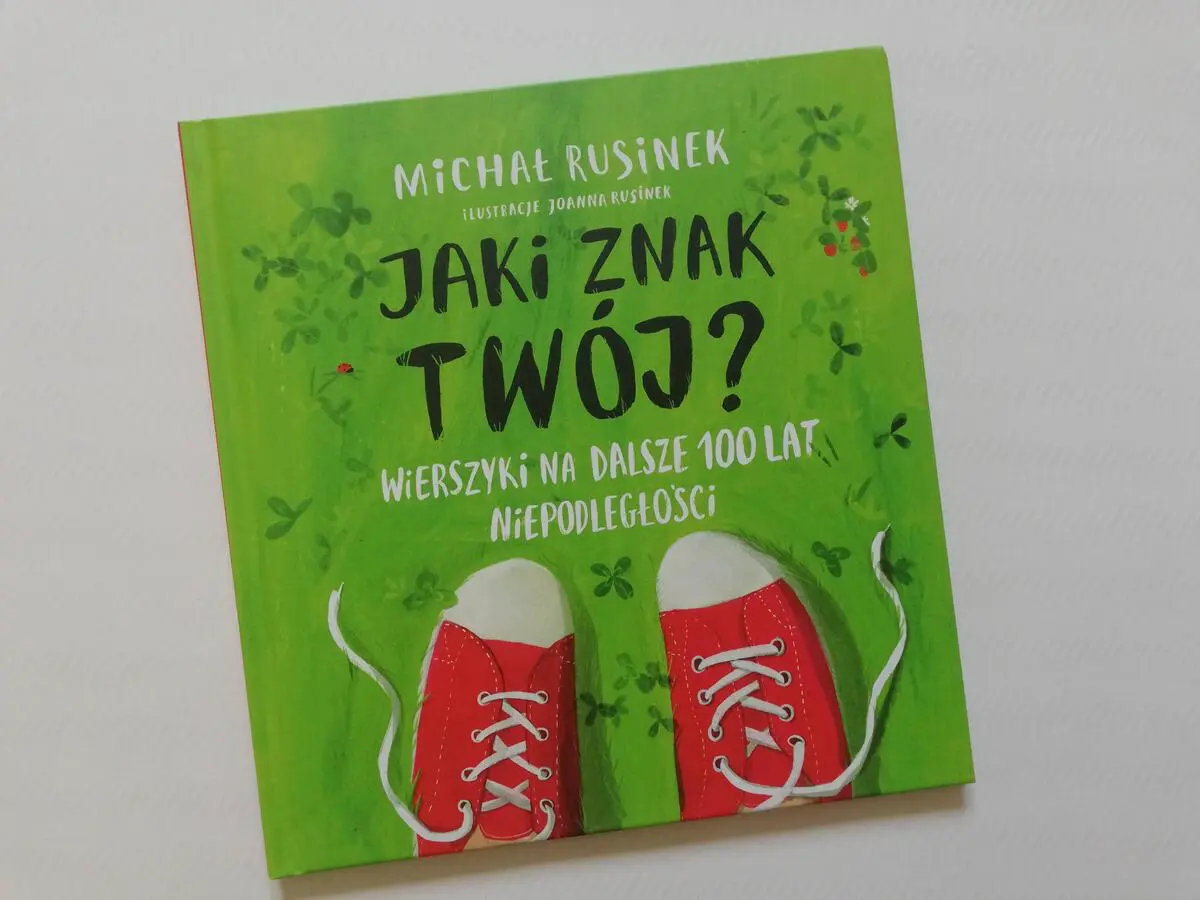 MiCHAŁ RUSiNEK
iLUSTRACJE JOANNA RUSiNEK
JAKi ZNAK
TWÓJ?
WiERSZYKi NA DALSZE 100 LAT
NiEPODLEGŁOŚCi